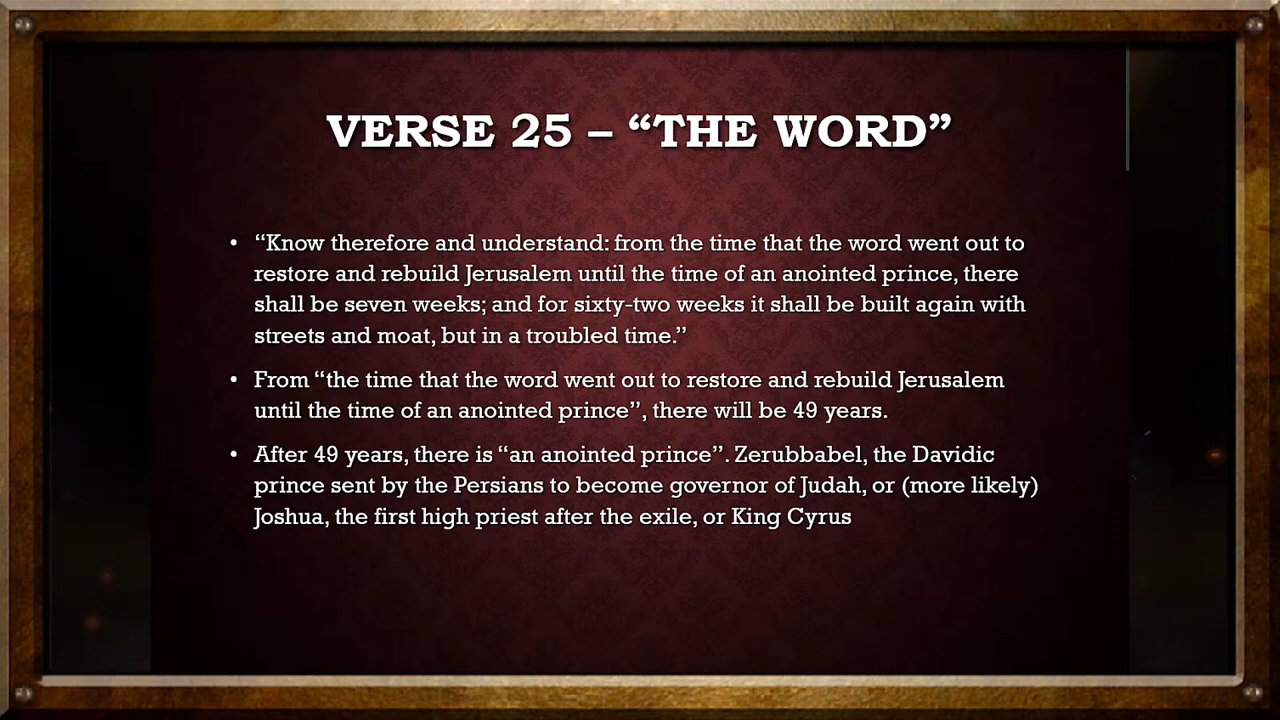 VERSE 25 – “THE WORD”
• “Know therefore and understand: from the time that the word went out to
restore and rebuild Jerusalem until the time of an anointed prince, there
shall be seven weeks; and for sixty-two weeks it shall be built again with
streets and moat, but in a troubled time.”
• From “the time that the word went out to restore and rebuild Jerusalem
until the time of an anointed prince”, there will be 49 years.
• After 49 years, there is “an anointed prince”. Zerubbabel, the Davidic
prince sent by the Persians to become governor of Judah, or (more likely)
Joshua, the first high priest after the exile, or King Cyrus